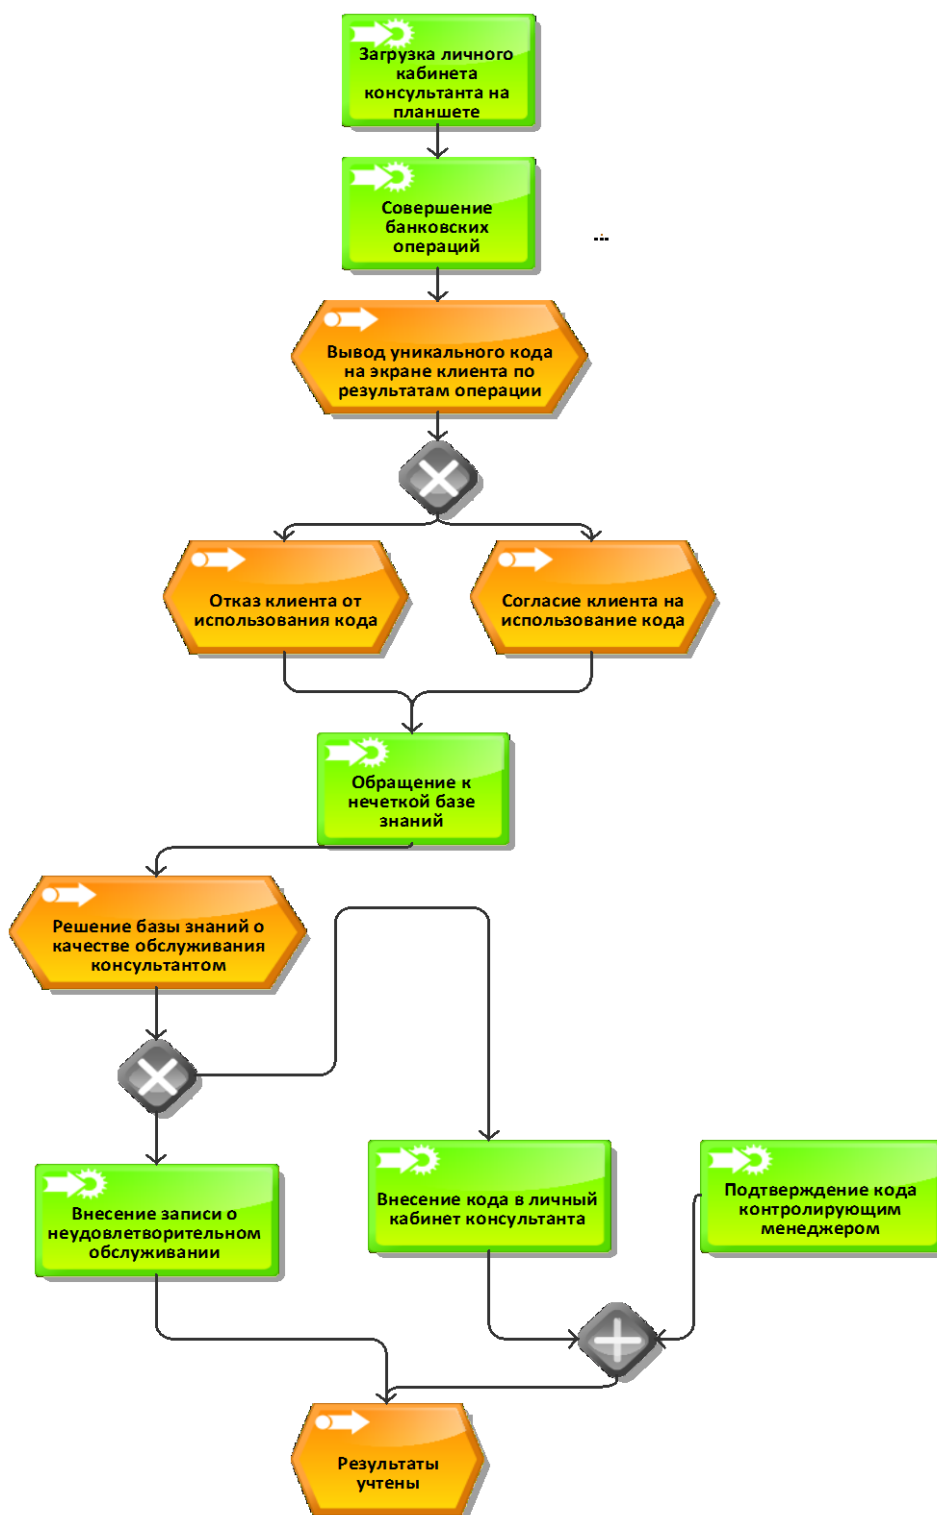 Загрузка личного
кабинета
консультанта на
планшете
Совершение
банковских
операций
...
Вывод уникального кода
на экране клиента по
результатам операции
Отказ клиента от
использования кода
Согласие клиента на
использование кода
Обращение к
нечеткой базе
знаний
Решение базы знаний о
качестве обслуживания
консультантом
Внесение записи о
неудовлетворительном
обслуживании
Внесение кода в личный
кабинет консультанта
Подтверждение кода
контролирующим
менеджером
Результаты
учтены